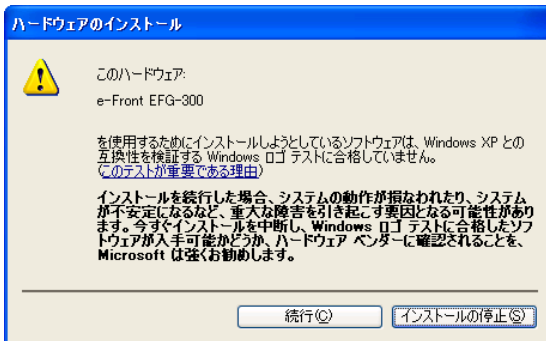 ハードウェアのインストール
このハードウェア:
e-Front EFG-300
を使用するためにインストールしようとしているソフトウェアは、Windows XP との
互換性を検証する Windows ロゴ テストに合格していません。
(このテストが重要である理由)
インストールを続行した場合、システムの動作が損なわれたり、システム
が不安定になるなど、重大な障害を引き起こす要因となる可能性があり
ます。今すぐインストールを中断し、Windows ロゴ テストに合格したソフ
トウェアが入手可能かどうか、ハードウェア ベンダーに確認されることを、
Microsoft は強くお勧めします。
続行(C)
インストールの停止(S)